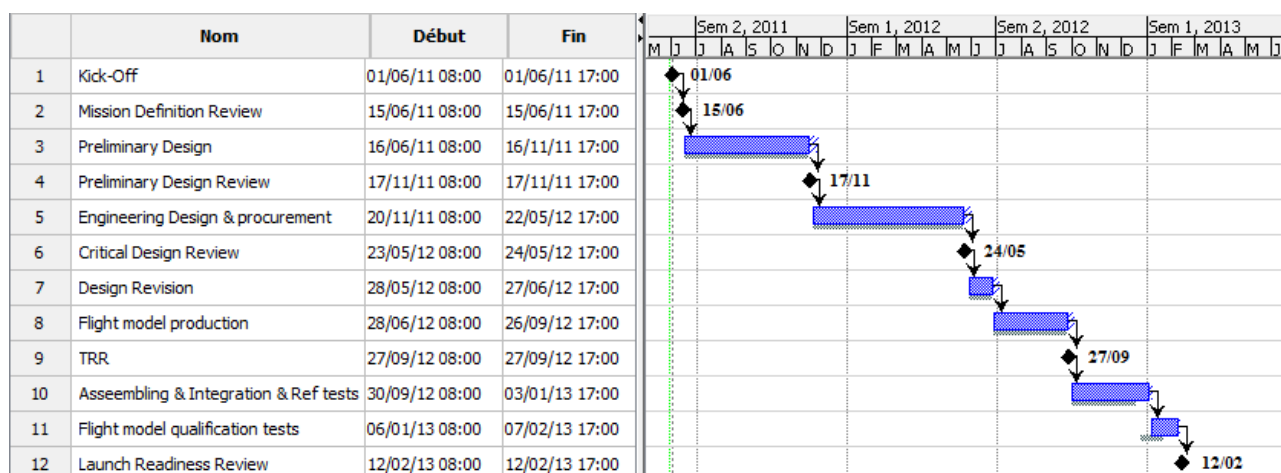 Nom Début Fin Sem 2, 2011 Sem 1, 2012 Sem 2, 2012 Sem 1, 2013
M J J A S O N D J F M A M J J A S O N D J F M A M J
1 Kick-Off 01/06/11 08:00 01/06/11 17:00 01/06
2 Mission Definition Review 15/06/11 08:00 15/06/11 17:00 15/06
3 Preliminary Design 16/06/11 08:00 16/11/11 17:00
4 Preliminary Design Review 17/11/11 08:00 17/11/11 17:00 17/11
5 Engineering Design & procurement 20/11/11 08:00 22/05/12 17:00
6 Critical Design Review 23/05/12 08:00 24/05/12 17:00 24/05
7 Design Revision 28/05/12 08:00 27/06/12 17:00
8 Flight model production 28/06/12 08:00 26/09/12 17:00
9 TRR 27/09/12 08:00 27/09/12 17:00 27/09
10 Asseembling & Integration & Ref tests 30/09/12 08:00 03/01/13 17:00
11 Flight model qualification tests 06/01/13 08:00 07/02/13 17:00
12 Launch Readiness Review 12/02/13 08:00 12/02/13 17:00 12/02